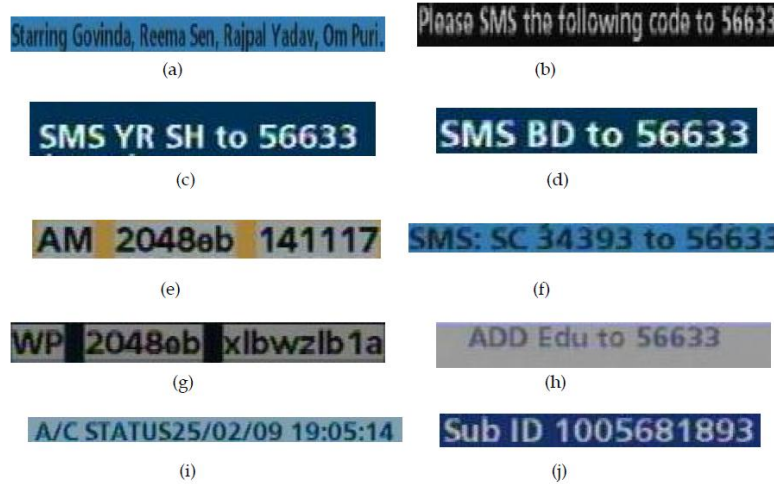 Starring Govinda, Reema Sen, Rajpal Yadav, Om Puri.
(a)
Please SMS the following code to 56633
(b)
SMS YR SH to 56633
(c)
SMS BD to 56633
(d)
AM 2048eb 141117
(e)
SMS: SC 34393 to 56633
(f)
WP 2048eb xlbwzlb1a
(g)
ADD Edu to 56633
(h)
A/C STATUS25/02/09 19:05:14
(i)
Sub ID 1005681893
(j)